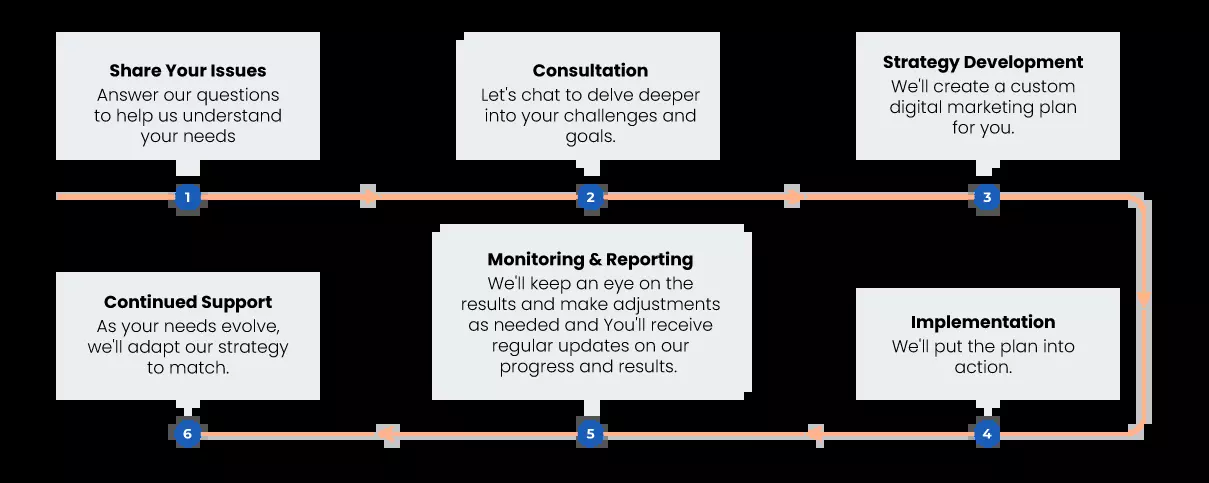 Share Your Issues
Answer our questions
to help us understand
your needs
1
Consultation
Let's chat to delve deeper
into your challenges and
goals.
2
Strategy Development
We'll create a custom
digital marketing plan
for you.
3
Implementation
We'll put the plan into
action.
4
Monitoring & Reporting
We'll keep an eye on the
results and make adjustments
as needed and You'll receive
regular updates on our
progress and results.
5
Continued Support
As your needs evolve,
we'll adapt our strategy
to match.
6